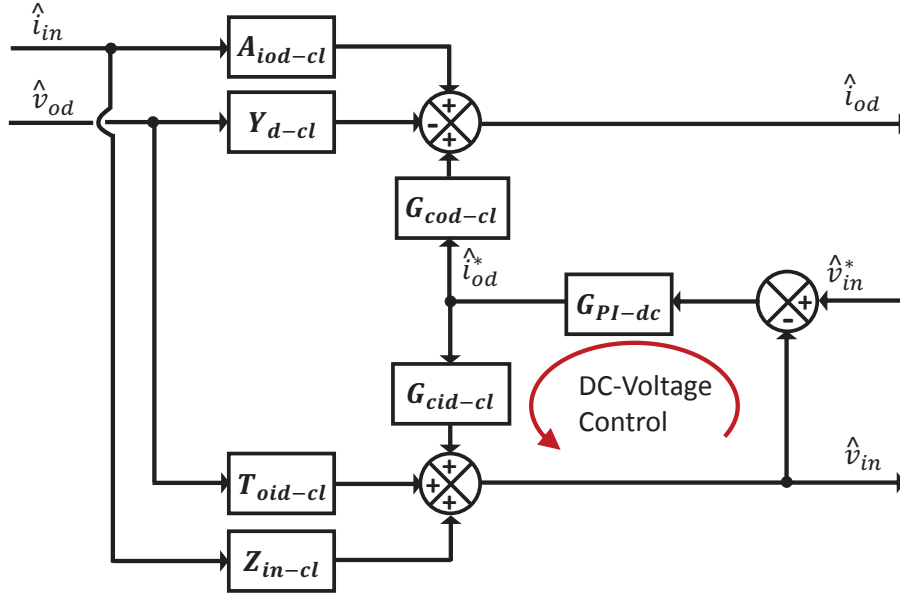 î_in
A_iod−cl
v̂_od
Y_d−cl
+
-
+
î_od
G_cod−cl
î*_od
v̂*_in
G_PI−dc
+
-
G_cid−cl
DC-Voltage
Control
+
+
+
v̂_in
T_oid−cl
Z_in−cl